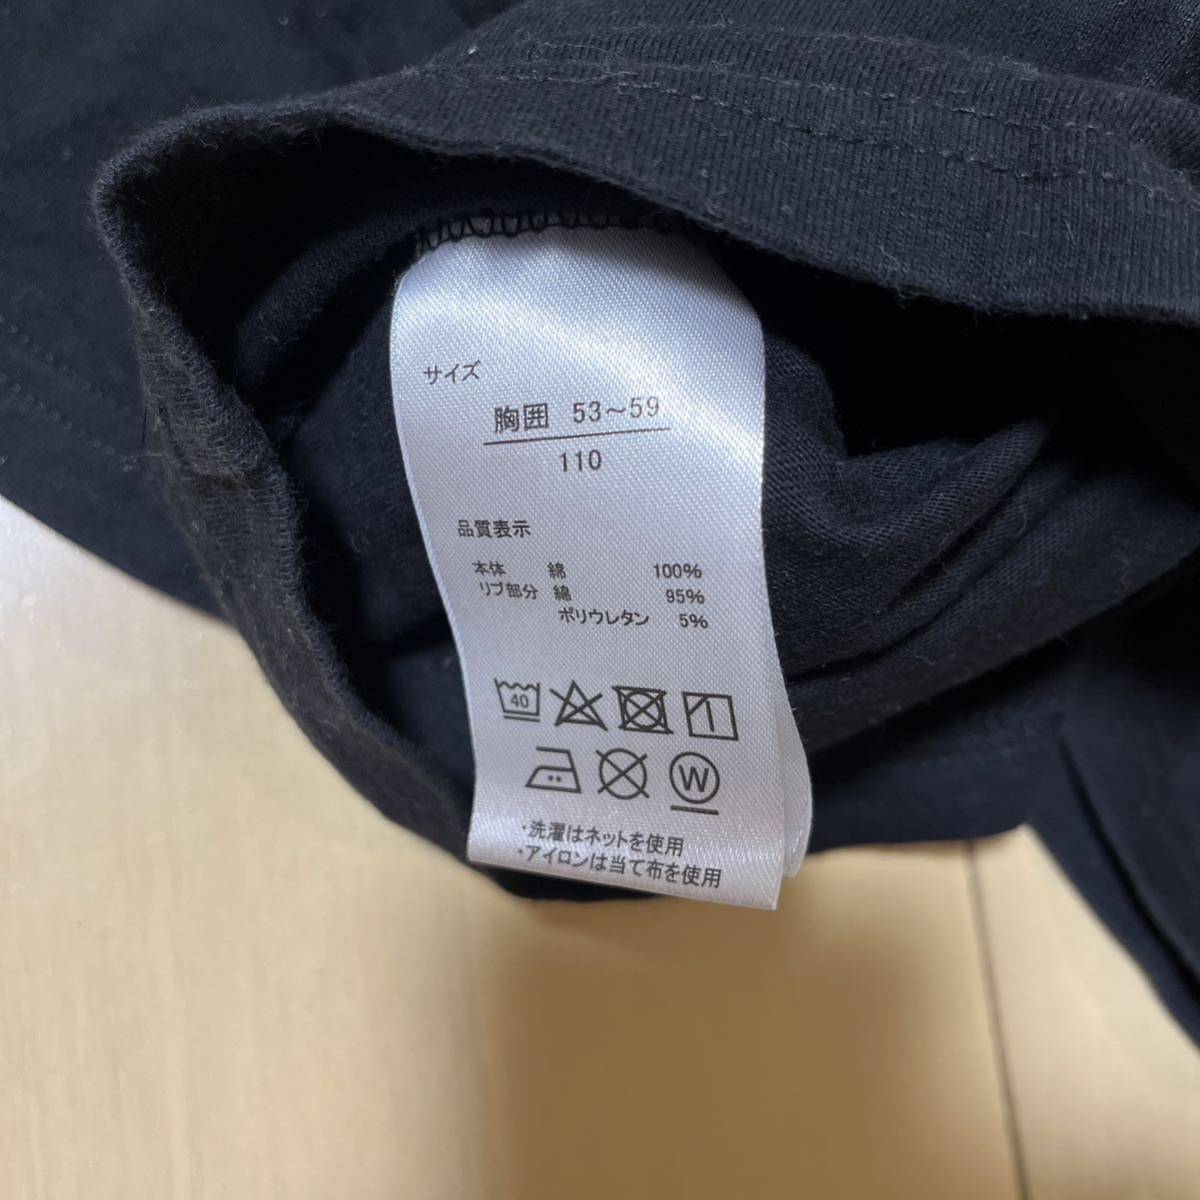 サイズ
胸囲 53～59
110
品質表示
本体 綿 100%
リブ部分 綿 95%
ポリウレタン 5%
40
W
・洗濯はネットを使用
・アイロンは当て布を使用